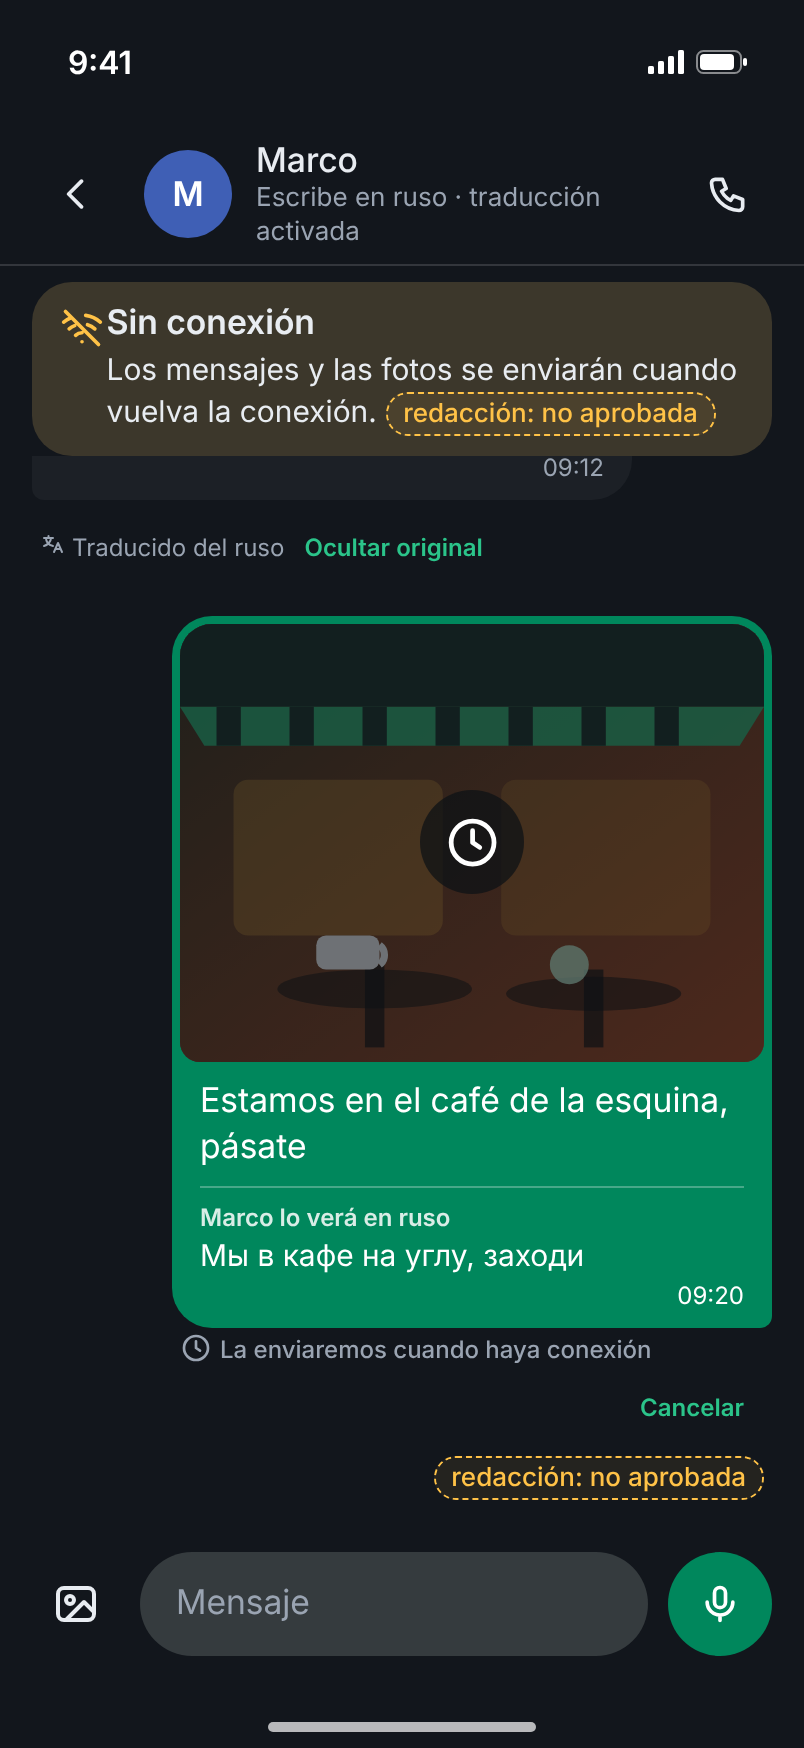 9:41
M
Marco
Escribe en ruso · traducción
activada
Sin conexión
Los mensajes y las fotos se enviarán cuando
vuelva la conexión. redacción: no aprobada
09:12
Traducido del ruso Ocultar original
Estamos en el café de la esquina,
pásate
Marco lo verá en ruso
Мы в кафе на углу, заходи
09:20
La enviaremos cuando haya conexión
Cancelar
redacción: no aprobada
Mensaje